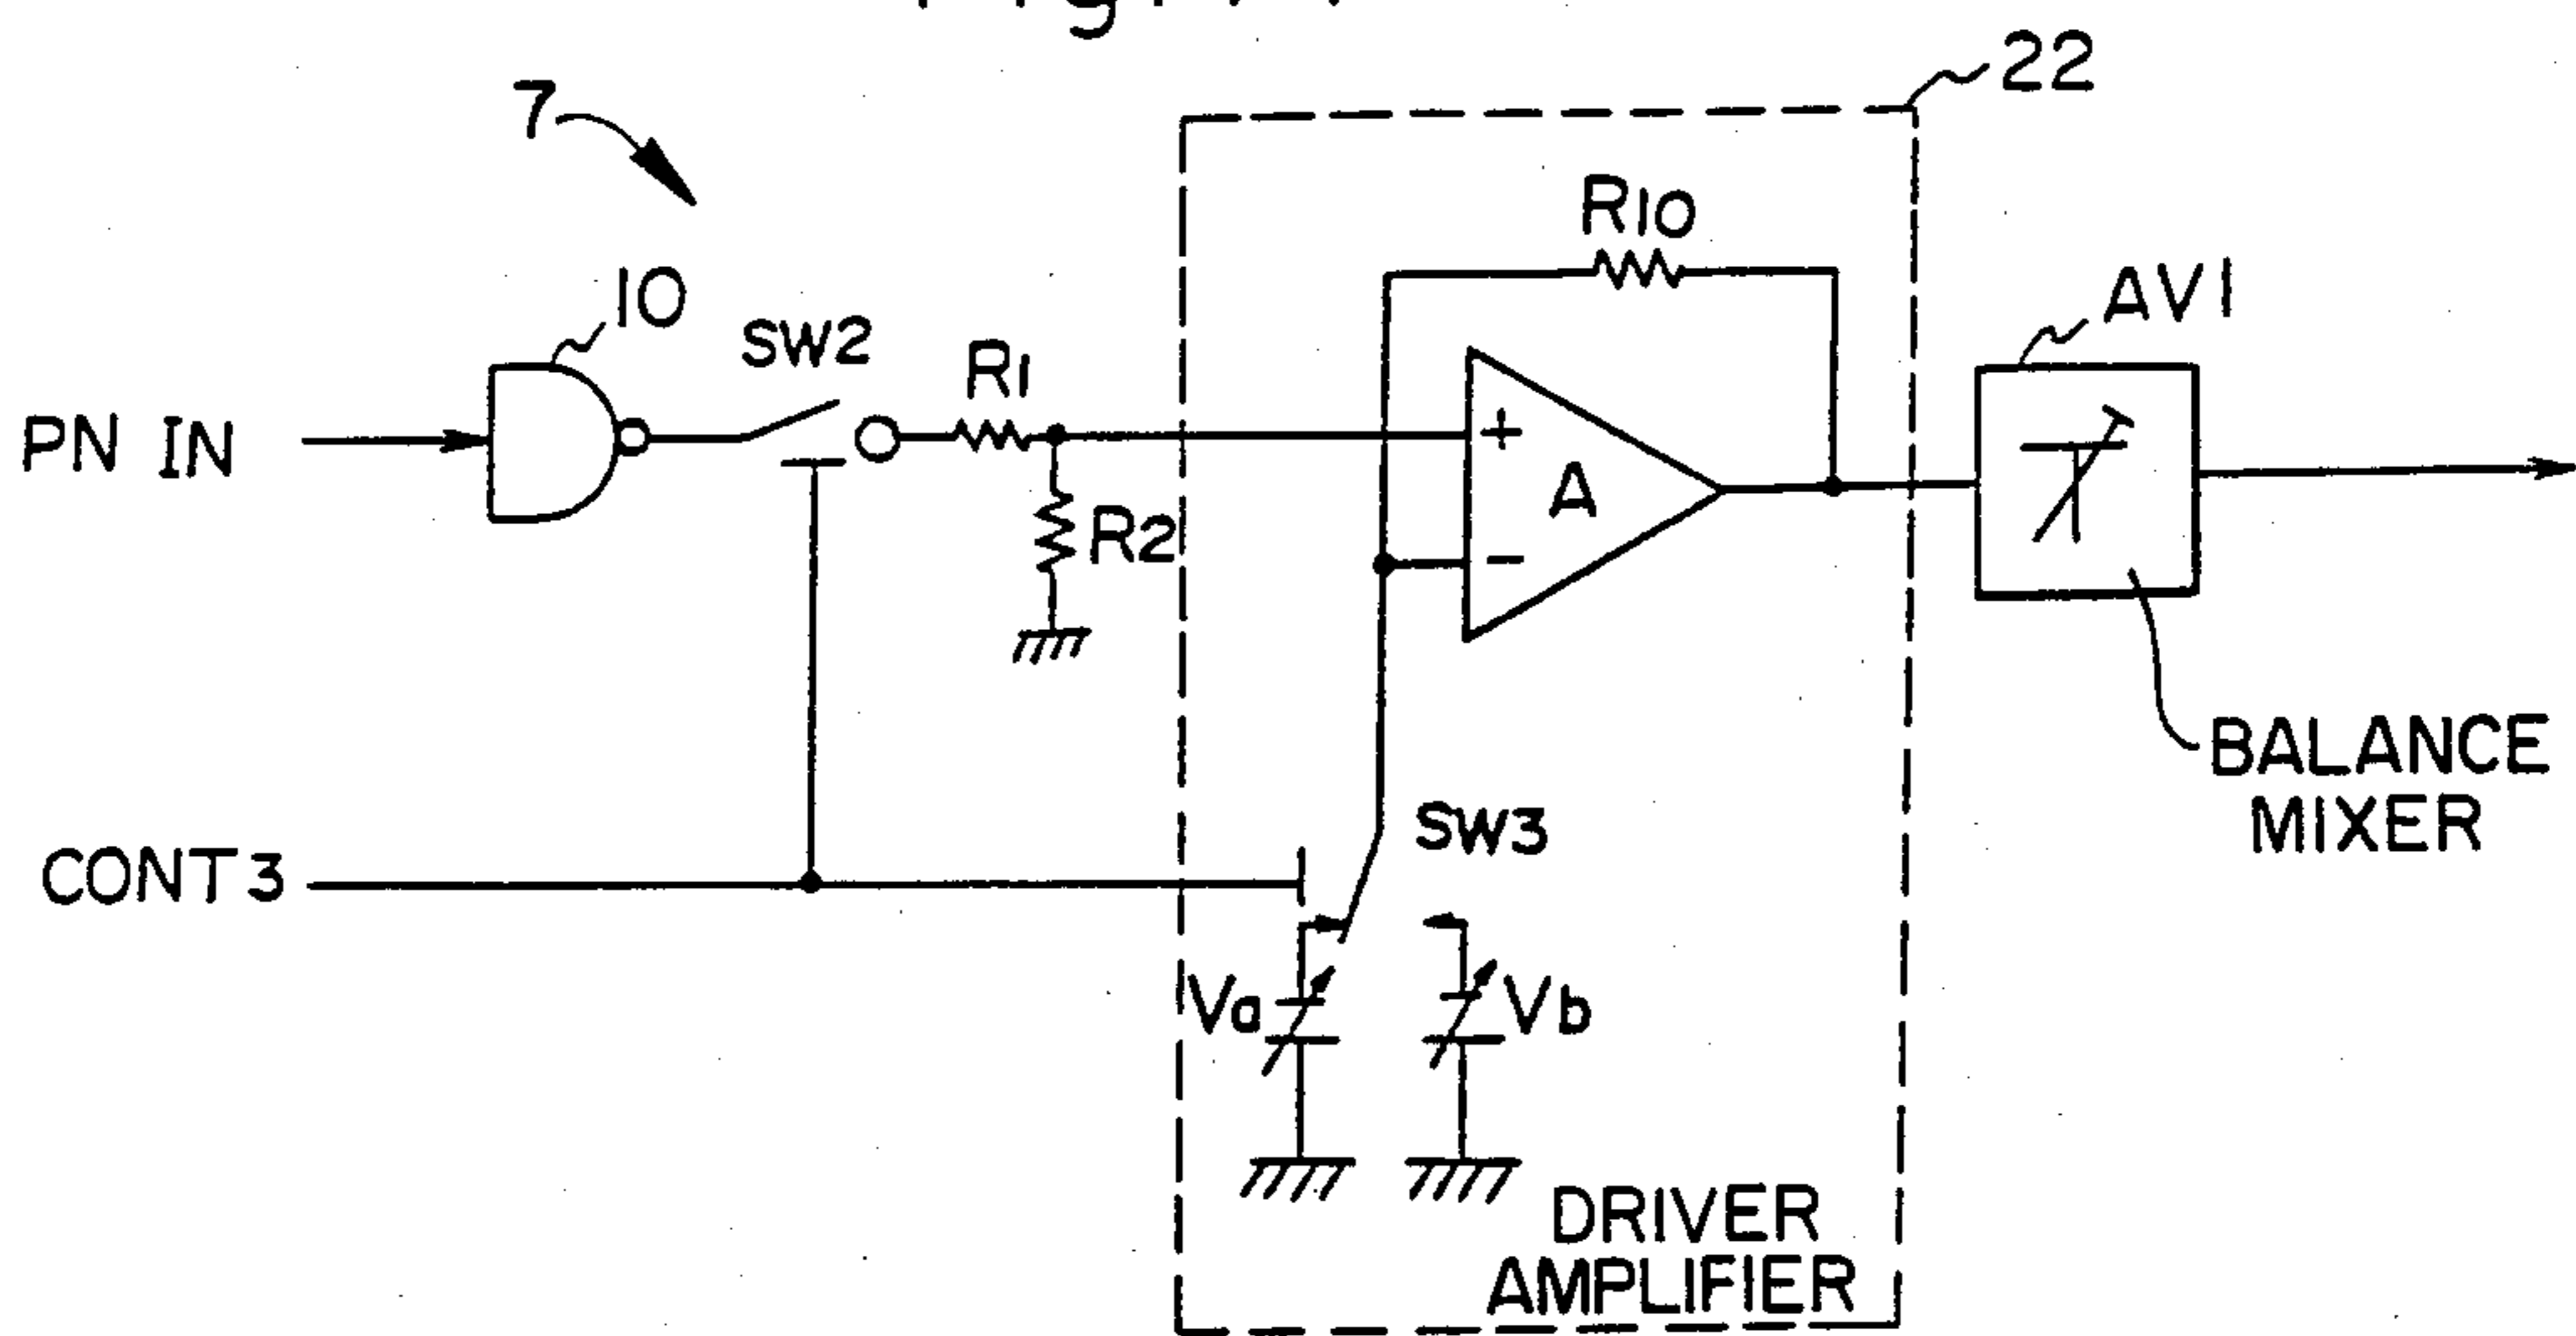 22
7
R10
10
SW2
R1
AV1
PN IN
+
A
R2
-
BALANCE
MIXER
SW3
CONT3
Va
Vb
DRIVER
AMPLIFIER